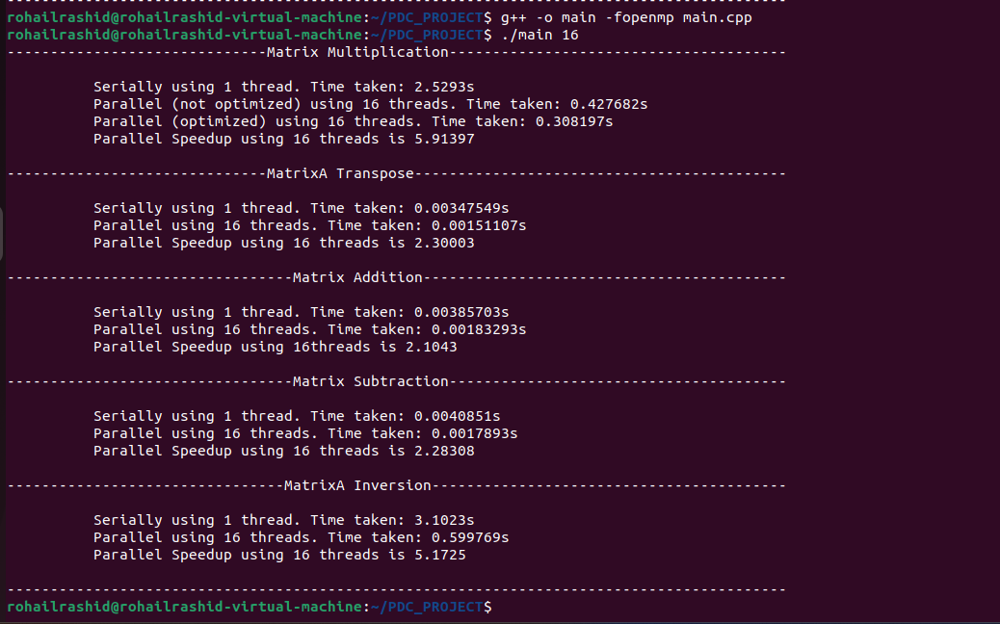 rohailrashid@rohailrashid-virtual-machine:~/PDC_PROJECT$ g++ -o main -fopenmp main.cpp
rohailrashid@rohailrashid-virtual-machine:~/PDC_PROJECT$ ./main 16
------------------------------Matrix Multiplication---------------------------------------
Serially using 1 thread. Time taken: 2.5293s
Parallel (not optimized) using 16 threads. Time taken: 0.427682s
Parallel (optimized) using 16 threads. Time taken: 0.308197s
Parallel Speedup using 16 threads is 5.91397
------------------------------MatrixA Transpose-------------------------------------------
Serially using 1 thread. Time taken: 0.00347549s
Parallel using 16 threads. Time taken: 0.00151107s
Parallel Speedup using 16 threads is 2.30003
---------------------------------Matrix Addition------------------------------------------
Serially using 1 thread. Time taken: 0.00385703s
Parallel using 16 threads. Time taken: 0.00183293s
Parallel Speedup using 16threads is 2.1043
---------------------------------Matrix Subtraction---------------------------------------
Serially using 1 thread. Time taken: 0.0040851s
Parallel using 16 threads. Time taken: 0.0017893s
Parallel Speedup using 16 threads is 2.28308
--------------------------------MatrixA Inversion-----------------------------------------
Serially using 1 thread. Time taken: 3.1023s
Parallel using 16 threads. Time taken: 0.599769s
Parallel Speedup using 16 threads is 5.1725
------------------------------------------------------------------------------------------
rohailrashid@rohailrashid-virtual-machine:~/PDC_PROJECT$